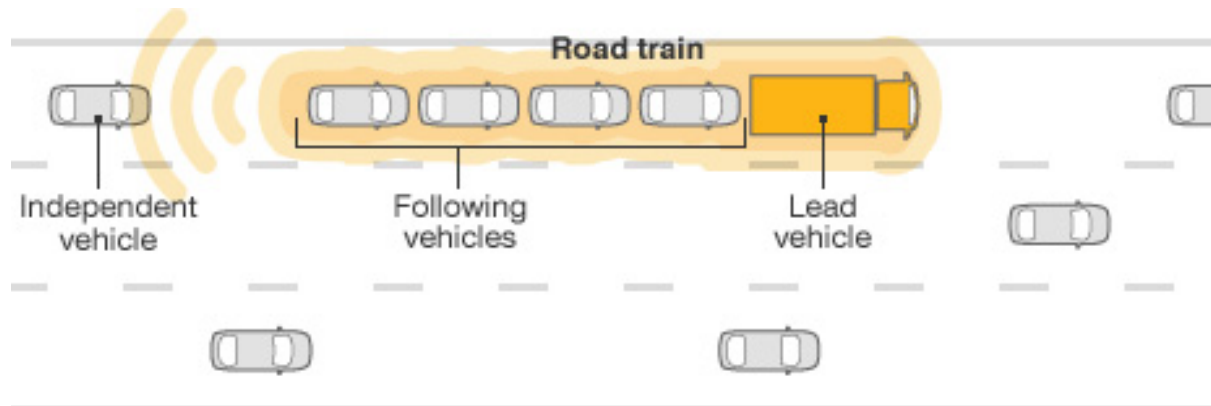 Road train
Independent
vehicle
Following
vehicles
Lead
vehicle